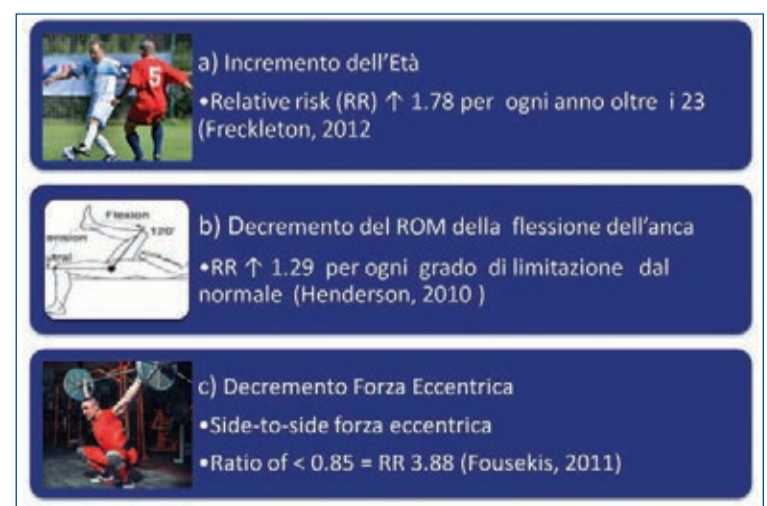 a) Incremento dell'Età
•Relative risk (RR) ↑ 1.78 per ogni anno oltre i 23
(Freckleton, 2012
5
b) Decremento del ROM della flessione dell'anca
•RR ↑ 1.29 per ogni grado di limitazione dal
normale (Henderson, 2010 )
Flexion
120°
ension
eral
c) Decremento Forza Eccentrica
•Side-to-side forza eccentrica
•Ratio of < 0.85 = RR 3.88 (Fousekis, 2011)